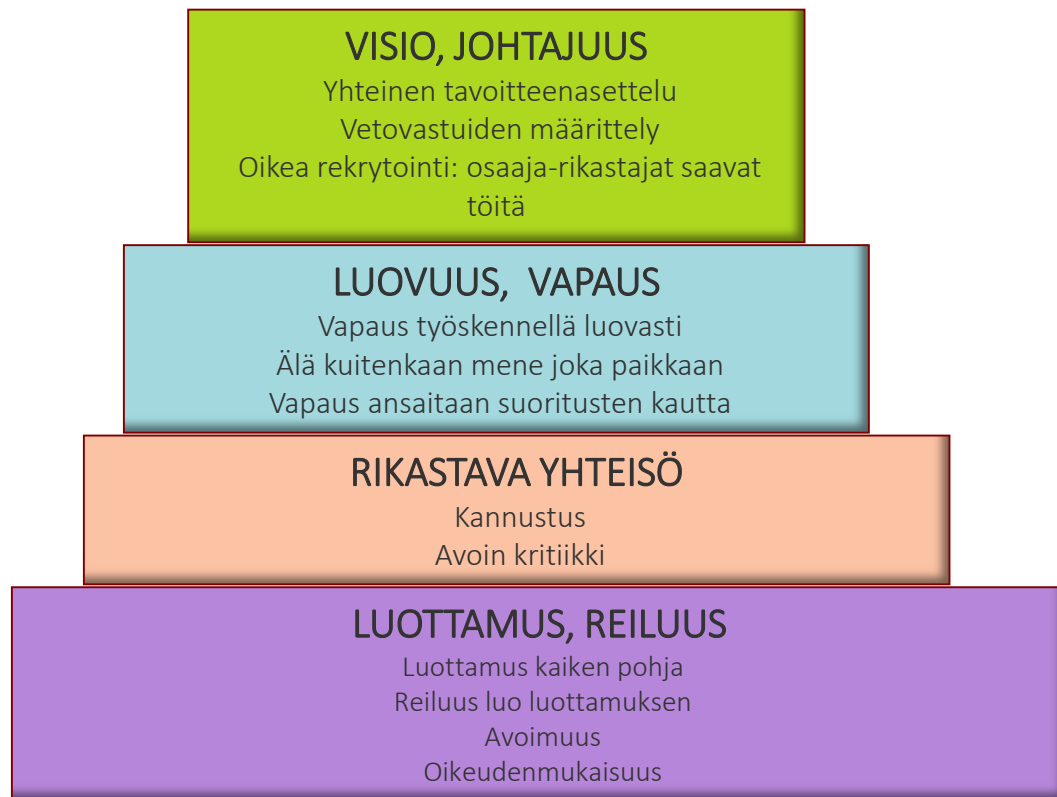 VISIO, JOHTAJUUS
Yhteinen tavoitteenasettelu
Vetovastuiden määrittely
Oikea rekrytointi: osaaja-rikastajat saavat
töitä
LUOVUUS, VAPAUS
Vapaus työskennellä luovasti
Älä kuitenkaan mene joka paikkaan
Vapaus ansaitaan suoritusten kautta
RIKASTAVA YHTEISÖ
Kannustus
Avoin kritiikki
LUOTTAMUS, REILUUS
Luottamus kaiken pohja
Reiluus luo luottamuksen
Avoimuus
Oikeudenmukaisuus